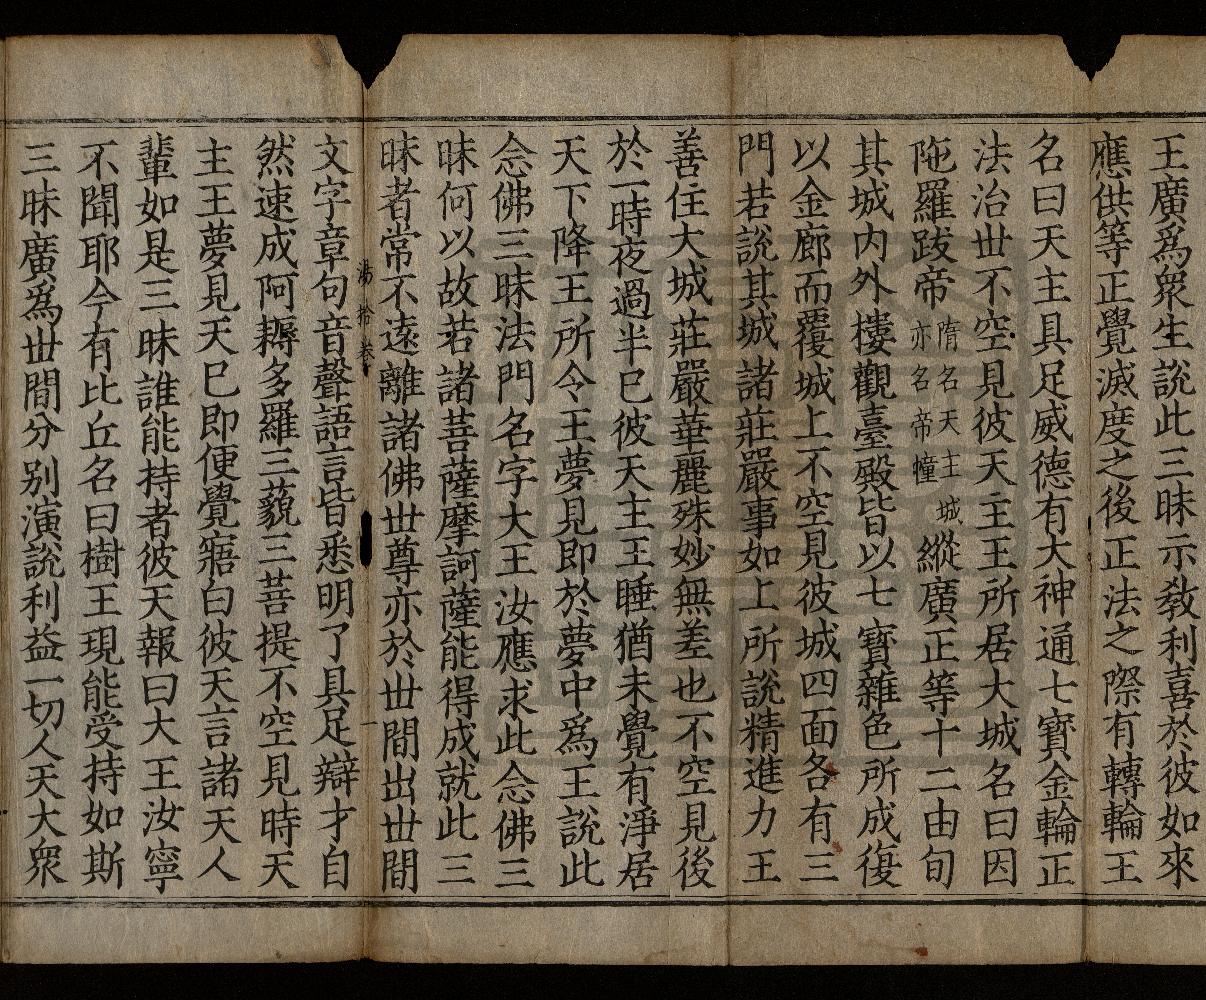 王廣為衆生說此三昧示敎利喜於彼如來
應供等正覺滅度之後正法之際有轉輪王
名曰天主具足威德有大神通七寶金輪正
法治世不空見彼天主王所居大城名曰因
陁羅跋帝隋名天主城亦名帝幢縱廣正等十二由旬
其城内外樓觀臺殿皆以七寶雜色所成復
以金廊而覆城上不空見彼城四面各有三
門若說其城諸莊嚴事如上所說精進力王
善住大城莊嚴華麗殊妙無差也不空見後
於一時夜過半已彼天主王睡猶未覺有淨居
天下降王所令王夢見即於夢中為王說此
念佛三昧法門名字大王汝應求此念佛三
昧何以故若諸菩薩摩訶薩能得成就此三
昧者常不遠離諸佛世尊亦於世間出世間
湯 拾卷 一
文字章句音聲語言皆悉明了具足辯才自
然速成阿耨多羅三藐三菩提不空見時天
主王夢見天已即便覺寤白彼天言諸天人
輩如是三昧誰能持者彼天報曰大王汝寧
不聞耶今有比丘名曰樹王現能受持如斯
三昧廣為世間分别演說利益一切人天大衆